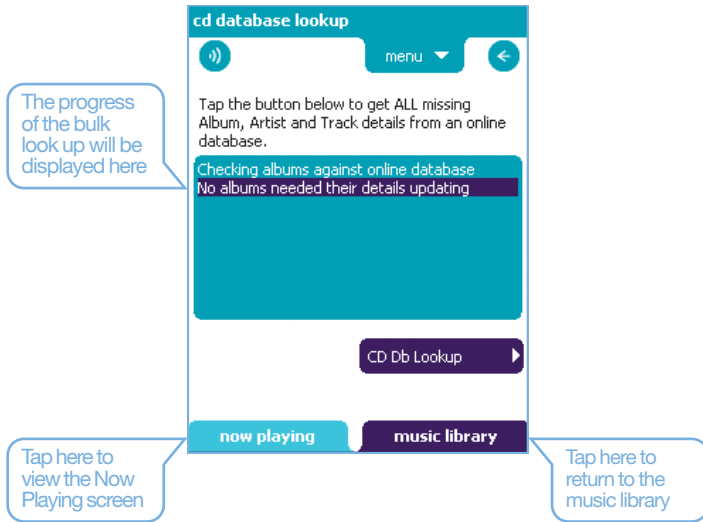 cd database lookup
menu
The progress
of the bulk
look up will be
displayed here
Tap the button below to get ALL missing
Album, Artist and Track details from an online
database.
Checking albums against online database
No albums needed their details updating
CD Db Lookup
now playing
music library
Tap here to
view the Now
Playing screen
Tap here to
return to the
music library